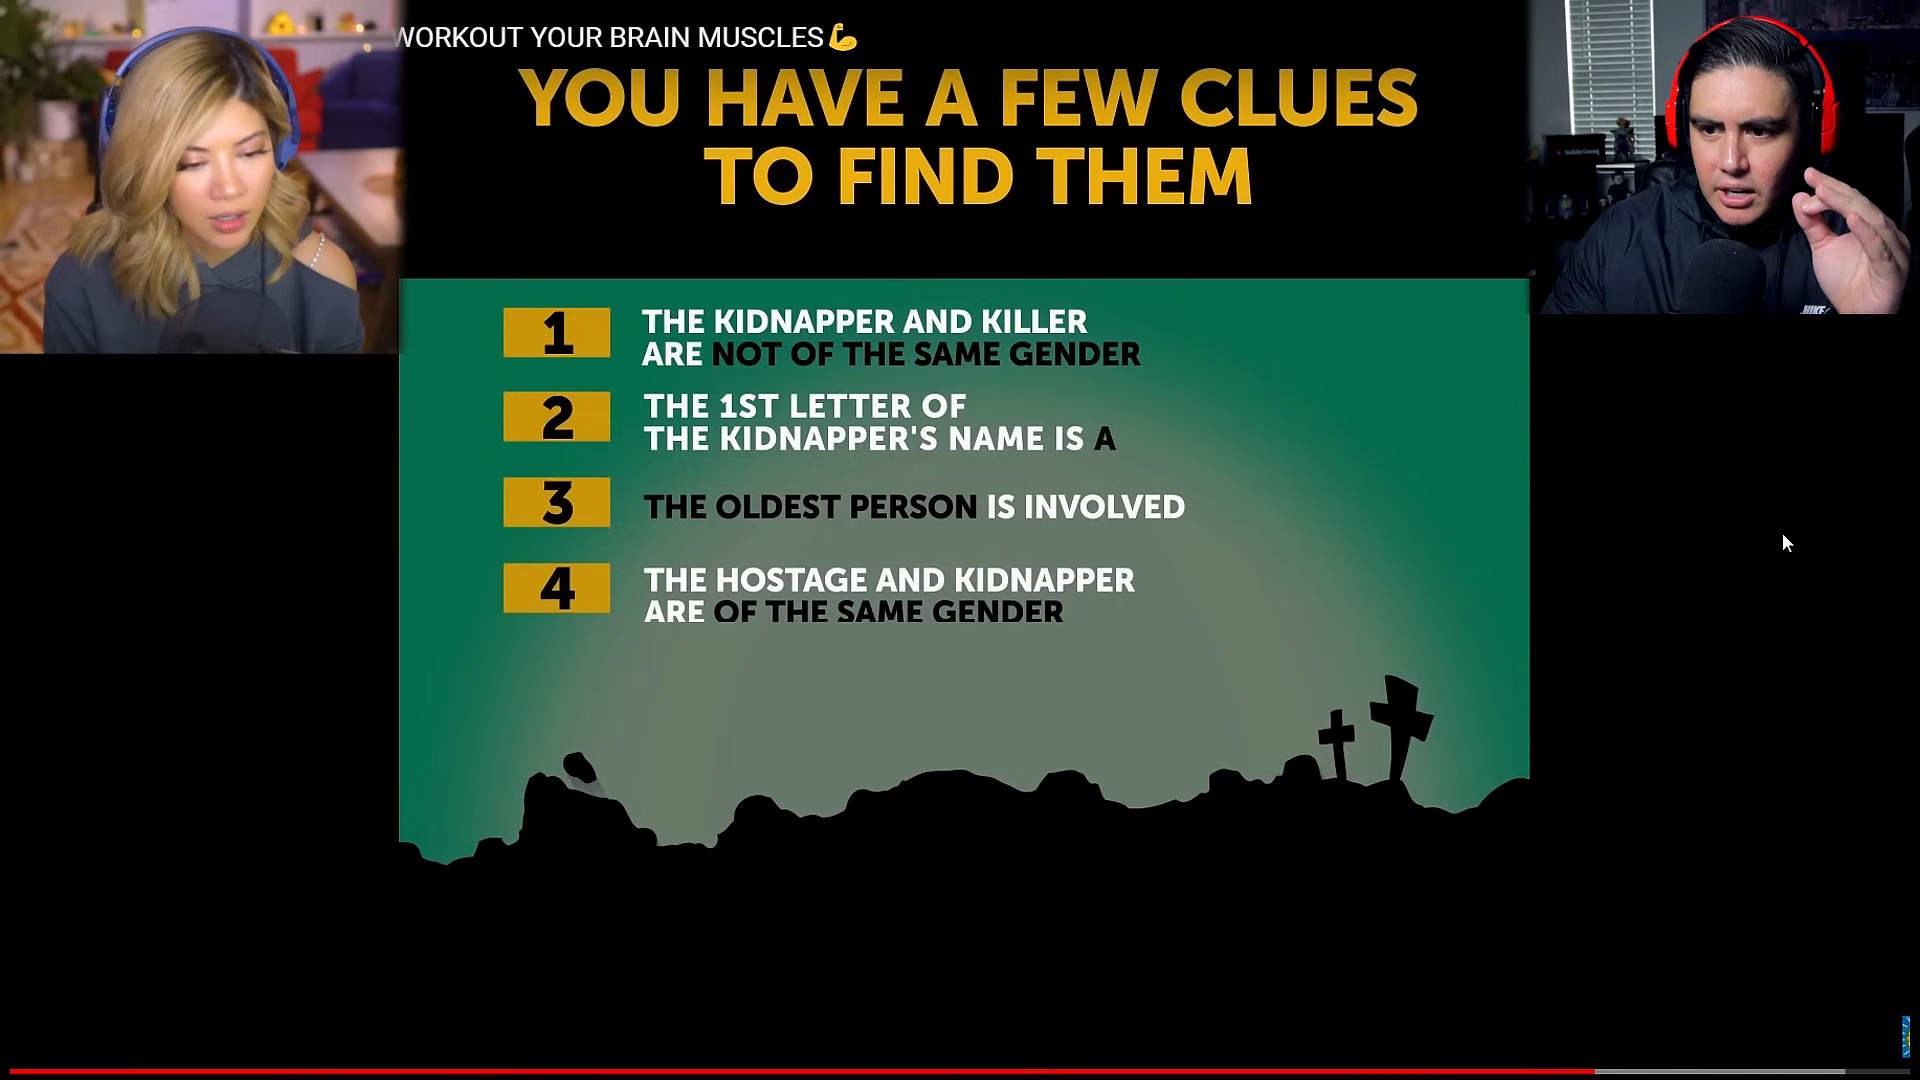 WORKOUT YOUR BRAIN MUSCLES💪
YOU HAVE A FEW CLUES
TO FIND THEM
1
THE KIDNAPPER AND KILLER
ARE NOT OF THE SAME GENDER
2
THE 1ST LETTER OF
THE KIDNAPPER'S NAME IS A
3
THE OLDEST PERSON IS INVOLVED
4
THE HOSTAGE AND KIDNAPPER
ARE OF THE SAME GENDER
NIKE